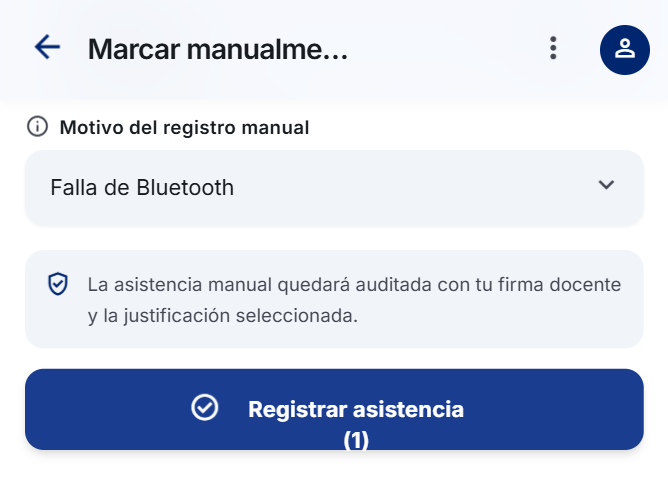 Marcar manualme...
Motivo del registro manual
Falla de Bluetooth
La asistencia manual quedará auditada con tu firma docente
y la justificación seleccionada.
Registrar asistencia
(1)